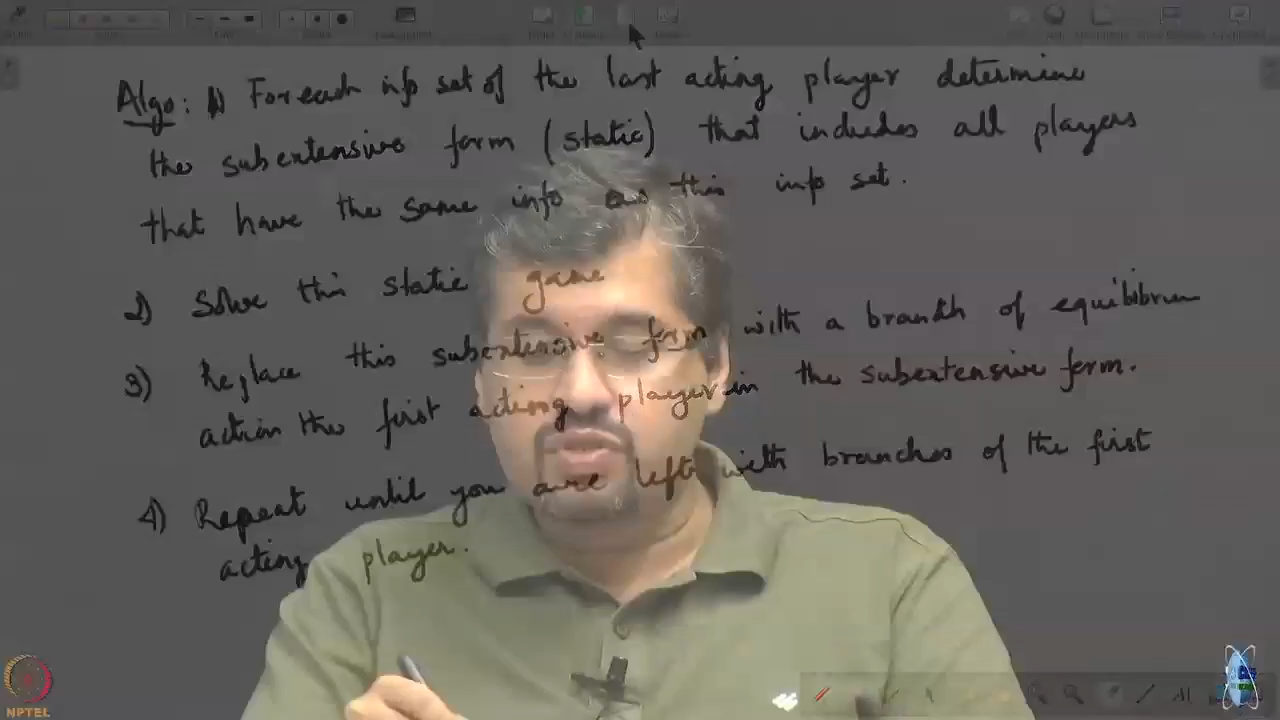 Algo: 1) For each info set of the last acting player determine
the subextensive form (static) that includes all players
that have the same info as this info set.
2) Solve this static game
3) Replace this subextensive form with a branch of equilibrium
action the first acting player in the subextensive form.
4) Repeat until you are left with branches of the first
acting player.
NPTEL